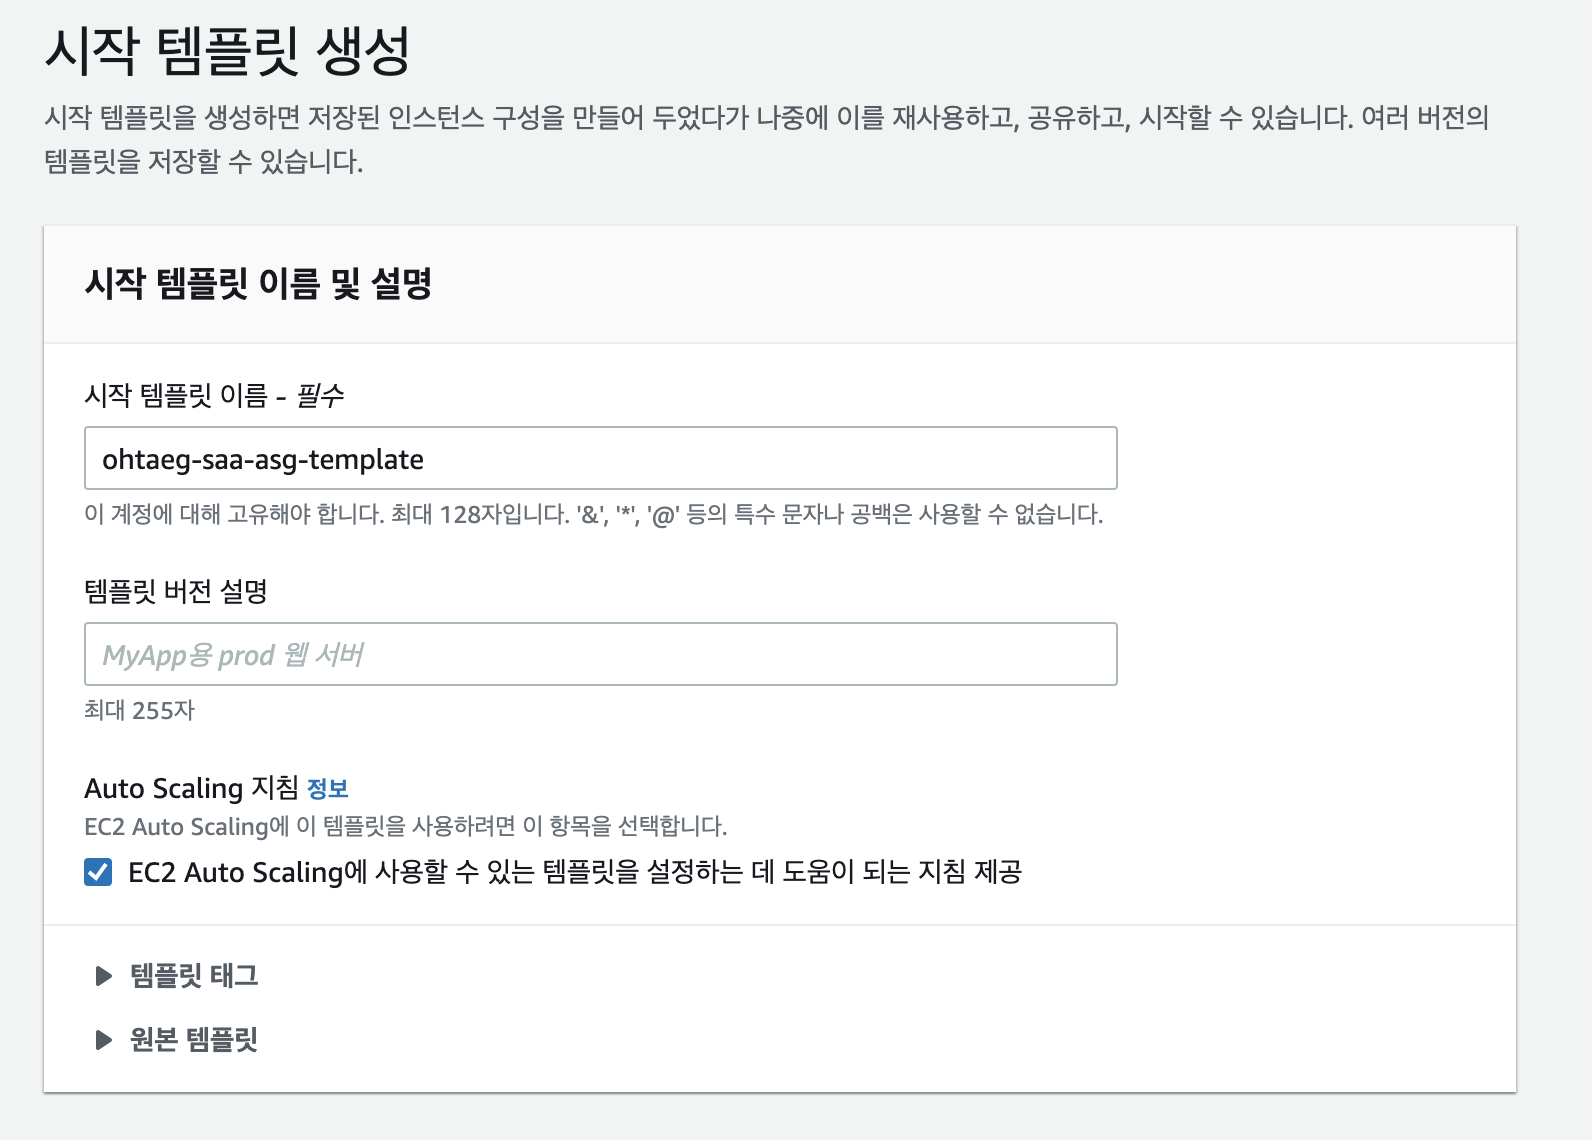 시작 템플릿 생성
시작 템플릿을 생성하면 저장된 인스턴스 구성을 만들어 두었다가 나중에 이를 재사용하고, 공유하고, 시작할 수 있습니다. 여러 버전의
템플릿을 저장할 수 있습니다.
시작 템플릿 이름 및 설명
시작 템플릿 이름 - 필수
ohtaeg-saa-asg-template
이 계정에 대해 고유해야 합니다. 최대 128자입니다. '&', '*', '@' 등의 특수 문자나 공백은 사용할 수 없습니다.
템플릿 버전 설명
MyApp용 prod 웹 서버
최대 255자
Auto Scaling 지침 정보
EC2 Auto Scaling에 이 템플릿을 사용하려면 이 항목을 선택합니다.
EC2 Auto Scaling에 사용할 수 있는 템플릿을 설정하는 데 도움이 되는 지침 제공
템플릿 태그
원본 템플릿